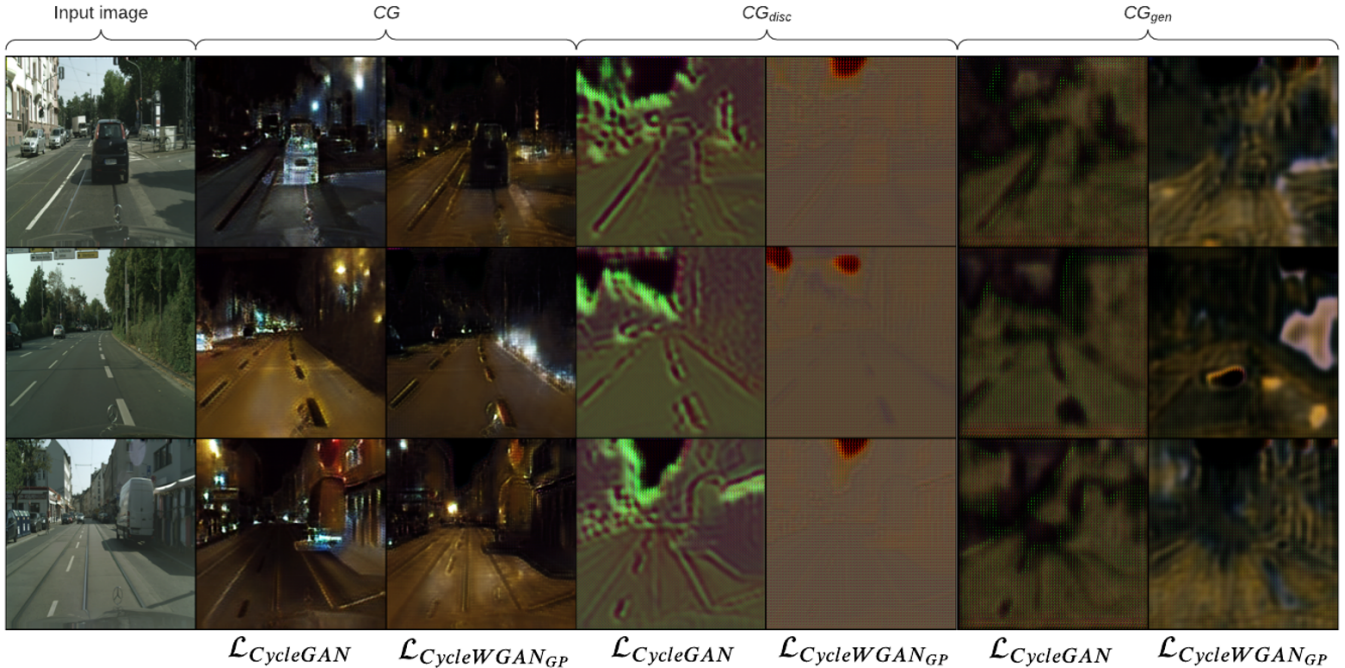 Input image CG CG_disc CG_gen
ℒ_CycleGAN ℒ_CycleWGAN_GP ℒ_CycleGAN ℒ_CycleWGAN_GP ℒ_CycleGAN ℒ_CycleWGAN_GP